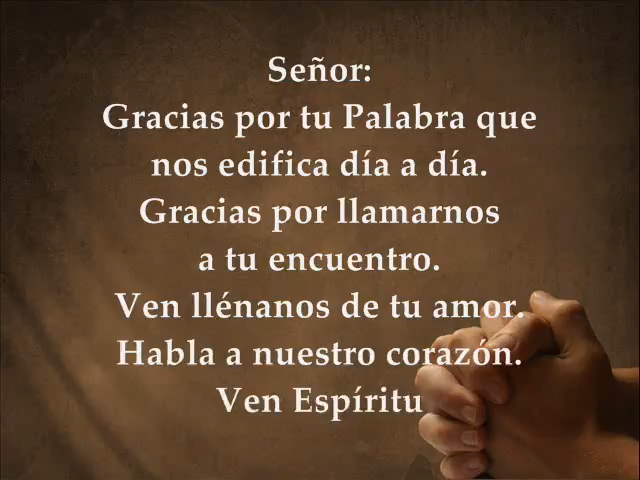 Señor:
Gracias por tu Palabra que
nos edifica día a día.
Gracias por llamarnos
a tu encuentro.
Ven llénanos de tu amor.
Habla a nuestro corazón.
Ven Espíritu